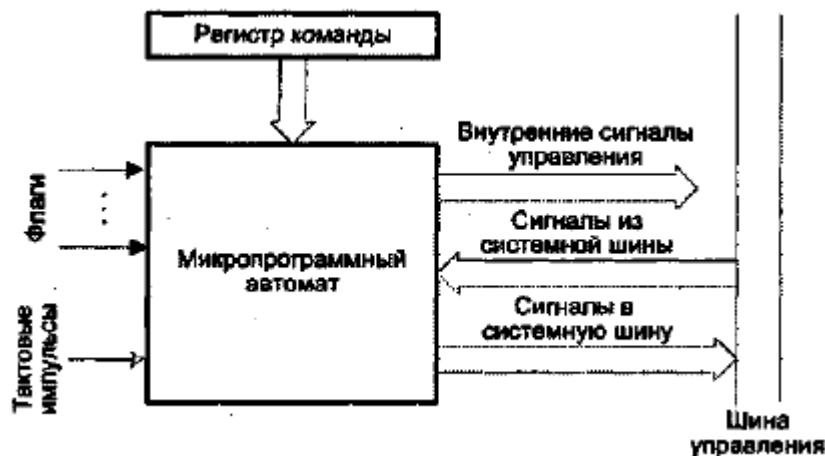 Регистр команды
Внутренние сигналы
управления
Флаги
. . .
Сигналы из
системной шины
Микропрограммный
автомат
Сигналы в
системную шину
Тактовые
импульсы
Шина
управления